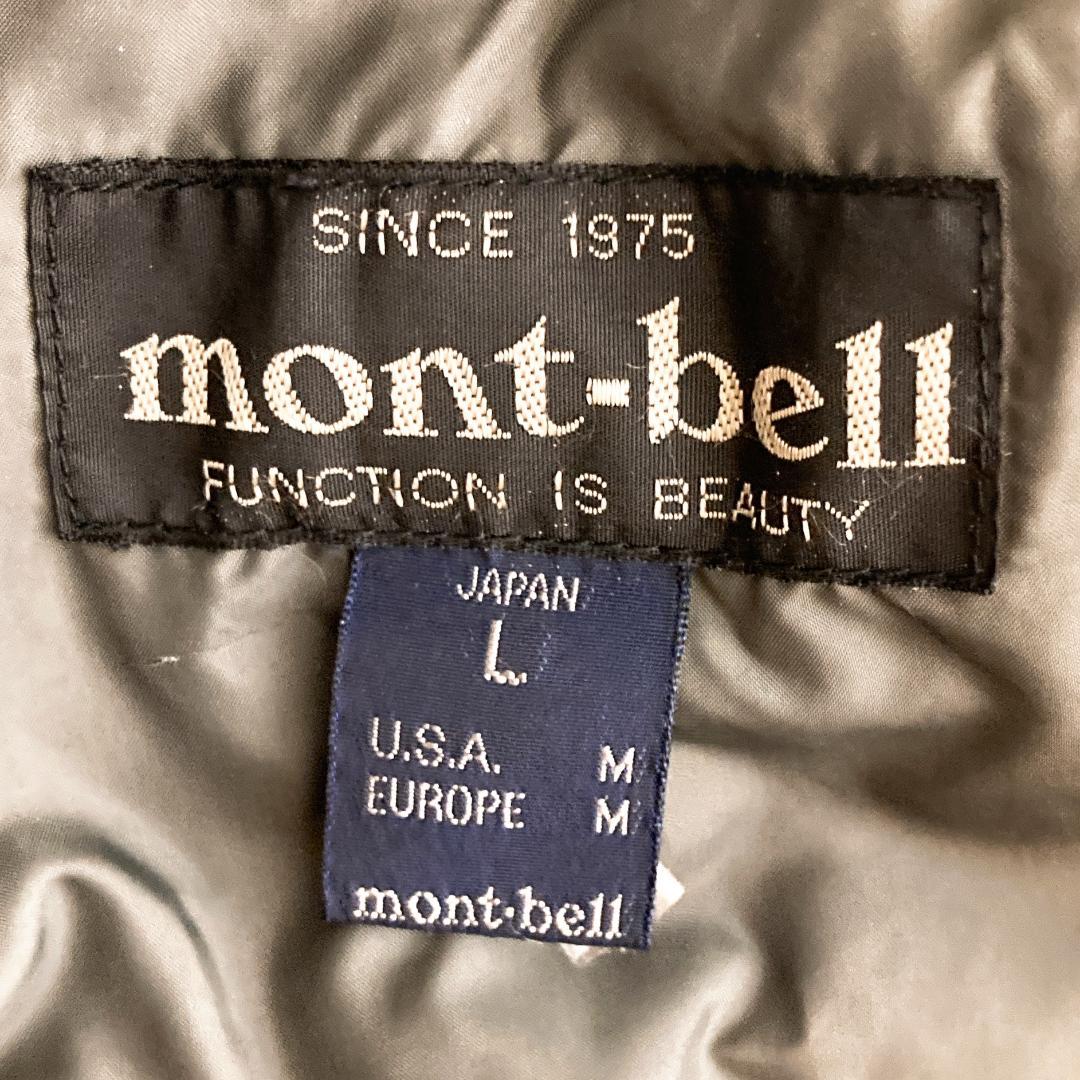 SINCE 1975
mont-bell
FUNCTION IS BEAUTY
JAPAN
L
U.S.A. M
EUROPE M
mont·bell